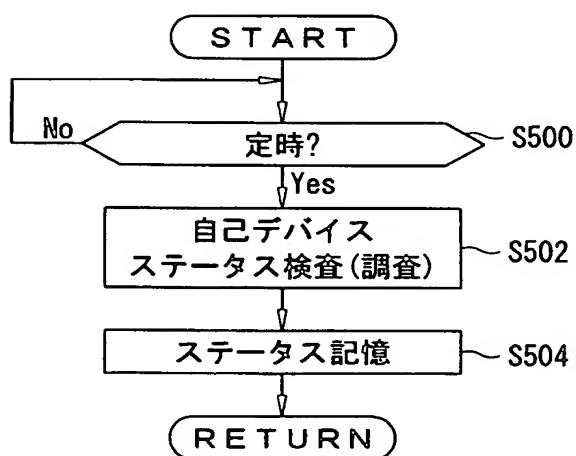 START
No
定時?
S500
Yes
自己デバイス
ステータス検査(調査)
S502
ステータス記憶
S504
RETURN